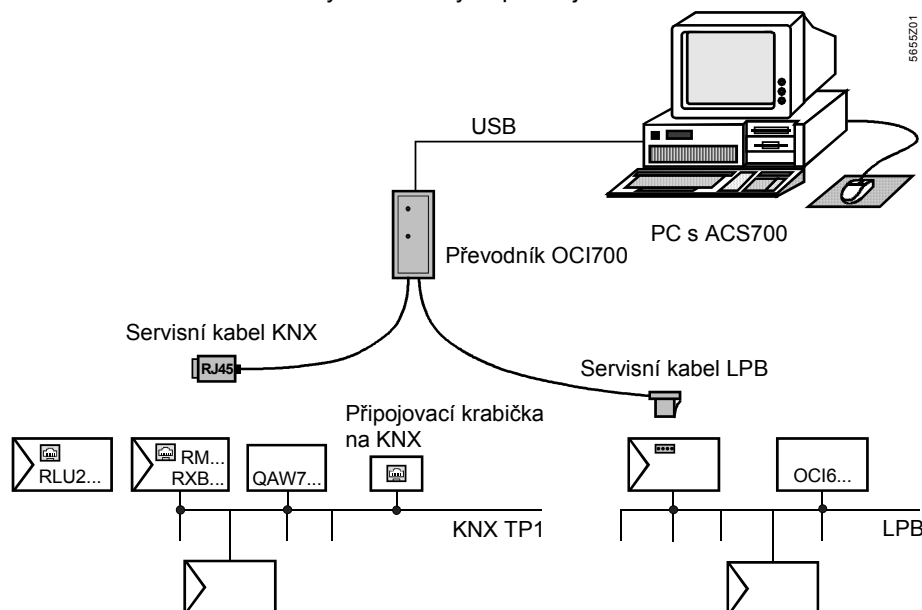 5655Z01
USB
PC s ACS700
Převodník OCI700
Servisní kabel KNX
RJ45
Servisní kabel LPB
Připojovací krabička
na KNX
RLU2...
RM...
RXB...
QAW7...
OCI6...
KNX TP1
LPB